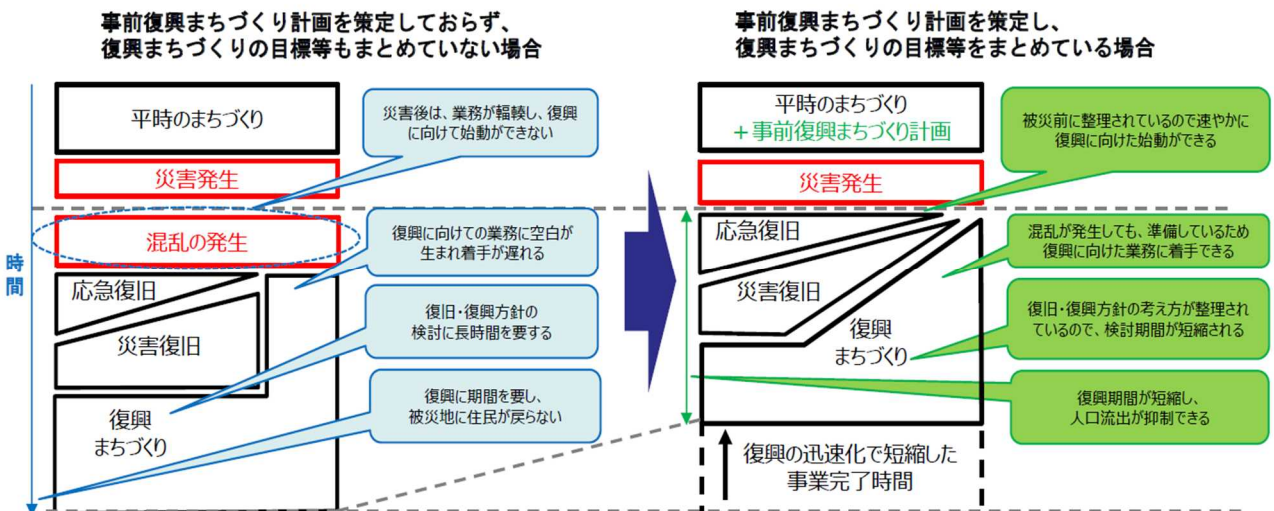 事前復興まちづくり計画を策定しておらず、
復興まちづくりの目標等もまとめていない場合
時間
平時のまちづくり
災害発生
混乱の発生
応急復旧
災害復旧
復興
まちづくり
災害後は、業務が輻輳し、復興
に向けて始動ができない
復興に向けての業務に空白が
生まれ着手が遅れる
復旧・復興方針の
検討に長時間を要する
復興に期間を要し、
被災地に住民が戻らない
事前復興まちづくり計画を策定し、
復興まちづくりの目標等をまとめている場合
平時のまちづくり
＋事前復興まちづくり計画
災害発生
応急復旧
災害復旧
復興
まちづくり
復興の迅速化で短縮した
事業完了時間
被災前に整理されているので速やかに
復興に向けた始動ができる
混乱が発生しても、準備しているため
復興に向けた業務に着手できる
復旧・復興方針の考え方が整理され
ているので、検討期間が短縮される
復興期間が短縮し、
人口流出が抑制できる